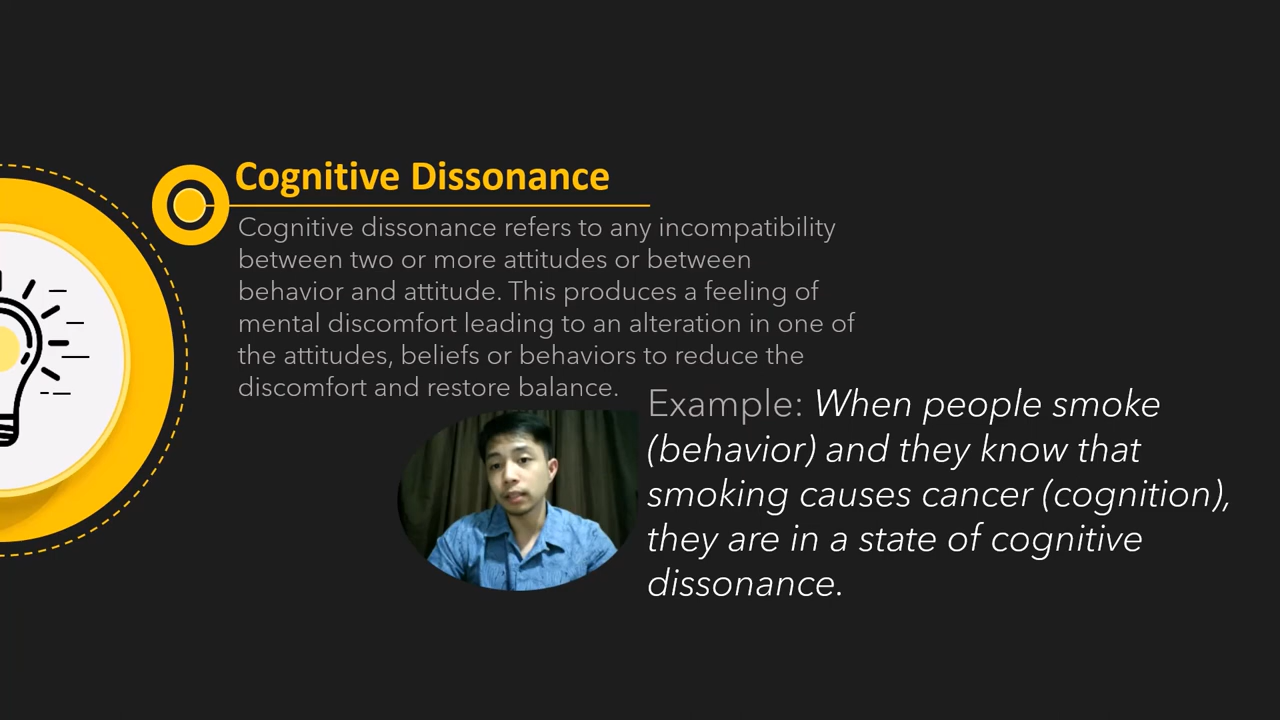 Cognitive Dissonance
Cognitive dissonance refers to any incompatibility
between two or more attitudes or between
behavior and attitude. This produces a feeling of
mental discomfort leading to an alteration in one of
the attitudes, beliefs or behaviors to reduce the
discomfort and restore balance.
Example: When people smoke
(behavior) and they know that
smoking causes cancer (cognition),
they are in a state of cognitive
dissonance.